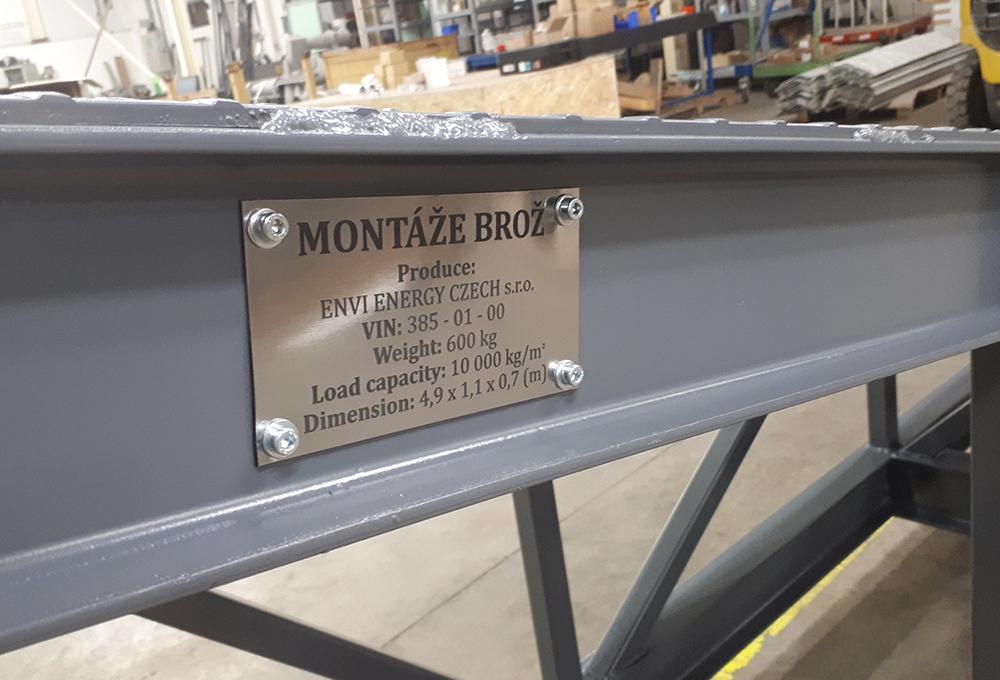 MONTÁŽE BROŽ
Produce:
ENVI ENERGY CZECH s.r.o.
VIN: 385 - 01 - 00
Weight: 600 kg
Load capacity: 10 000 kg/m²
Dimension: 4,9 x 1,1 x 0,7 (m)